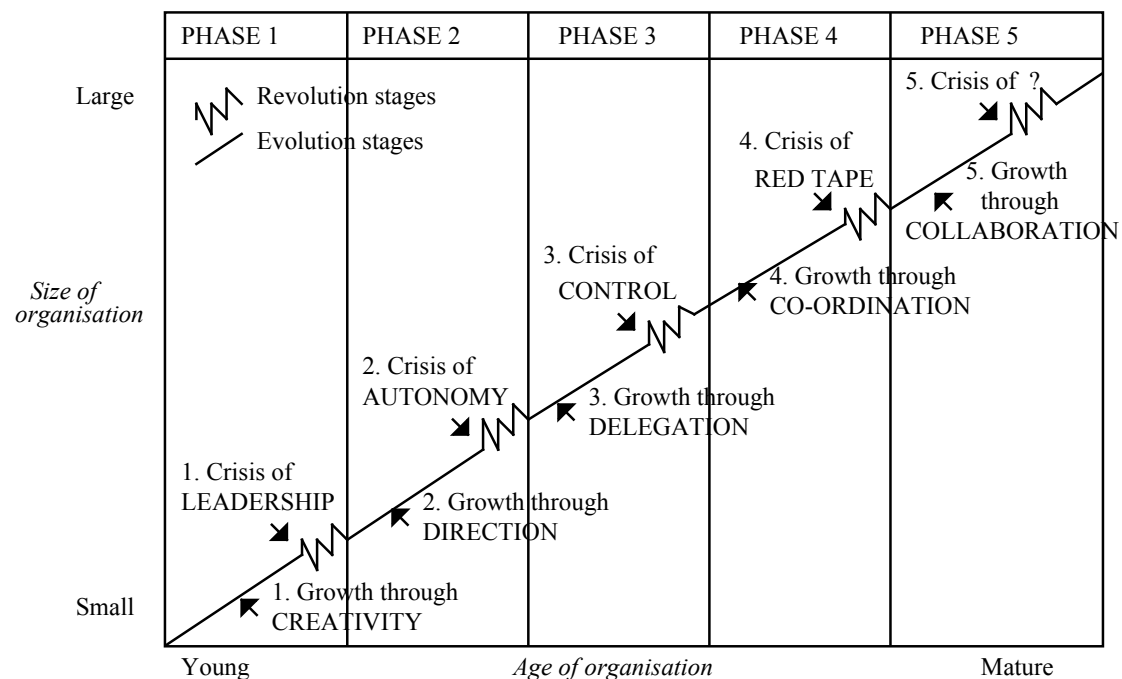 PHASE 1
PHASE 2
PHASE 3
PHASE 4
PHASE 5
Large
Revolution stages
Evolution stages
5. Crisis of ?
4. Crisis of
RED TAPE
5. Growth
through
COLLABORATION
3. Crisis of
CONTROL
4. Growth through
CO-ORDINATION
Size of
organisation
2. Crisis of
AUTONOMY
3. Growth through
DELEGATION
1. Crisis of
LEADERSHIP
2. Growth through
DIRECTION
1. Growth through
CREATIVITY
Small
Young
Age of organisation
Mature